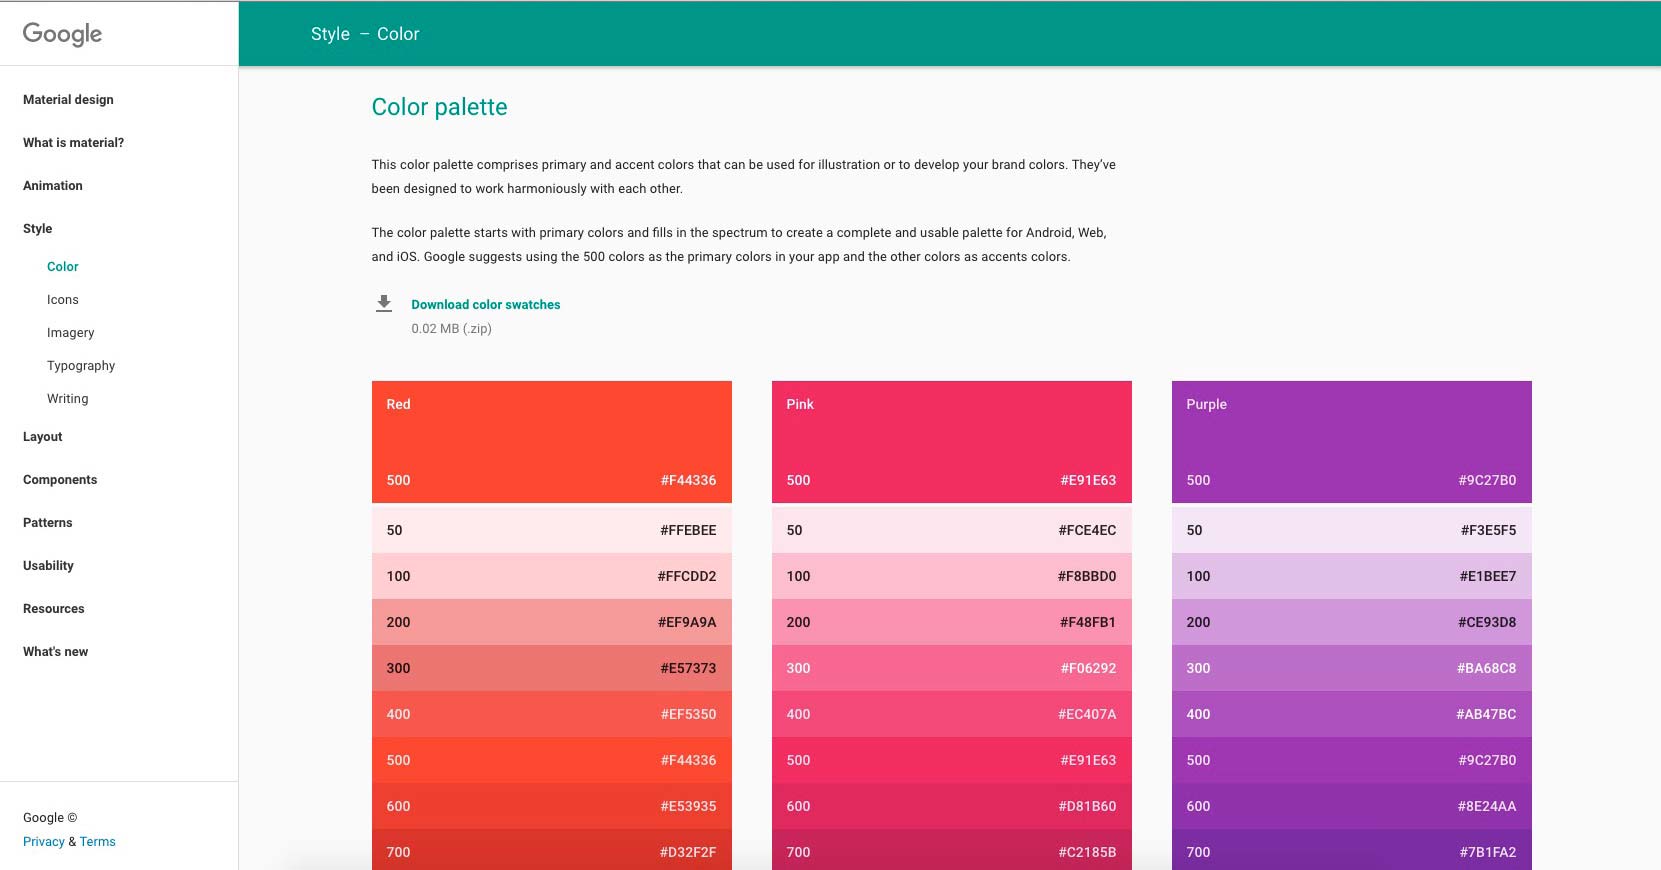 Google
Style – Color
Material design
What is material?
Animation
Style
Color
Icons
Imagery
Typography
Writing
Layout
Components
Patterns
Usability
Resources
What's new
Google ©
Privacy & Terms
Color palette
This color palette comprises primary and accent colors that can be used for illustration or to develop your brand colors. They've
been designed to work harmoniously with each other.
The color palette starts with primary colors and fills in the spectrum to create a complete and usable palette for Android, Web,
and iOS. Google suggests using the 500 colors as the primary colors in your app and the other colors as accents colors.
Download color swatches
0.02 MB (.zip)
Red
500 #F44336
50 #FFEBEE
100 #FFCDD2
200 #EF9A9A
300 #E57373
400 #EF5350
500 #F44336
600 #E53935
700 #D32F2F
Pink
500 #E91E63
50 #FCE4EC
100 #F8BBD0
200 #F48FB1
300 #F06292
400 #EC407A
500 #E91E63
600 #D81B60
700 #C2185B
Purple
500 #9C27B0
50 #F3E5F5
100 #E1BEE7
200 #CE93D8
300 #BA68C8
400 #AB47BC
500 #9C27B0
600 #8E24AA
700 #7B1FA2